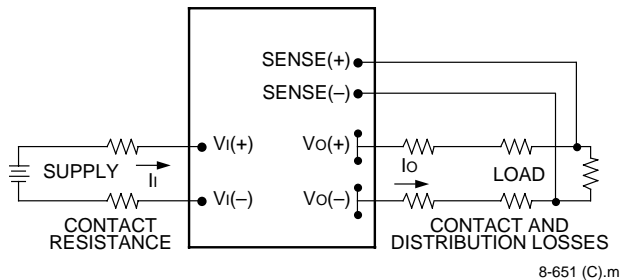 SENSE(+)
SENSE(–)
VI(+)
VO(+)
SUPPLY
II
IO
LOAD
VI(–)
VO(–)
CONTACT
RESISTANCE
CONTACT AND
DISTRIBUTION LOSSES
8-651 (C).m